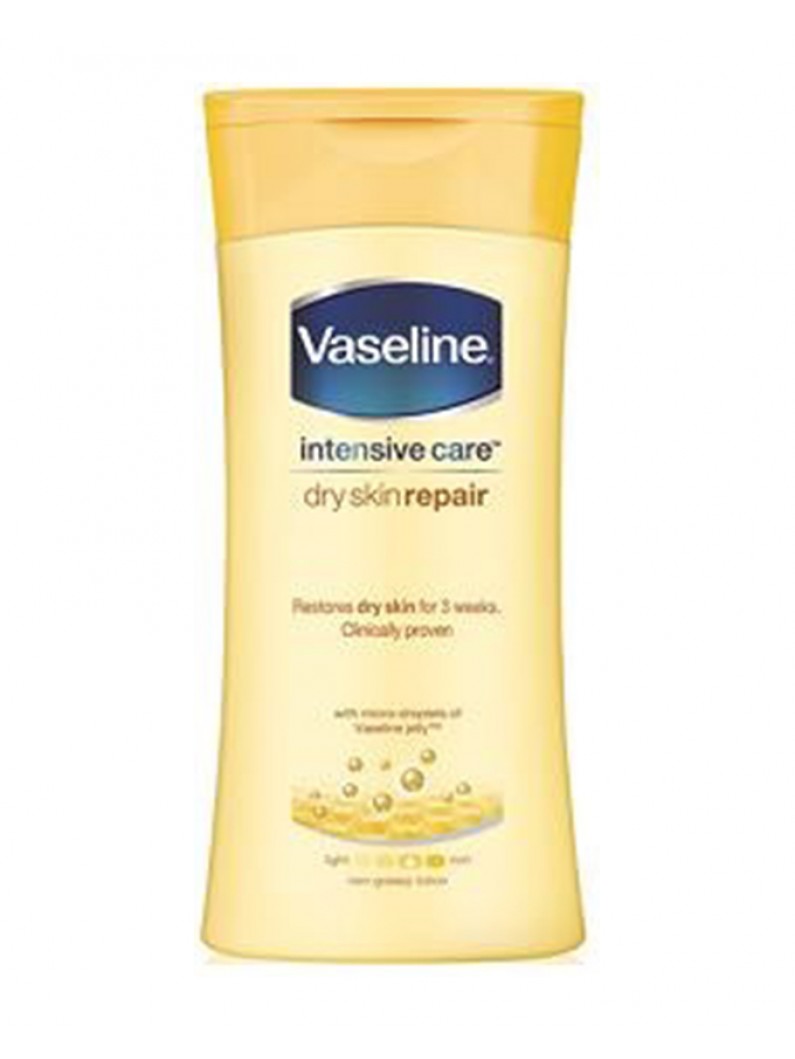 Vaseline
intensive care™
dry skin repair
Restores dry skin for 3 weeks.
Clinically proven
with micro-droplets of
Vaseline jelly
light rich
non-greasy lotion